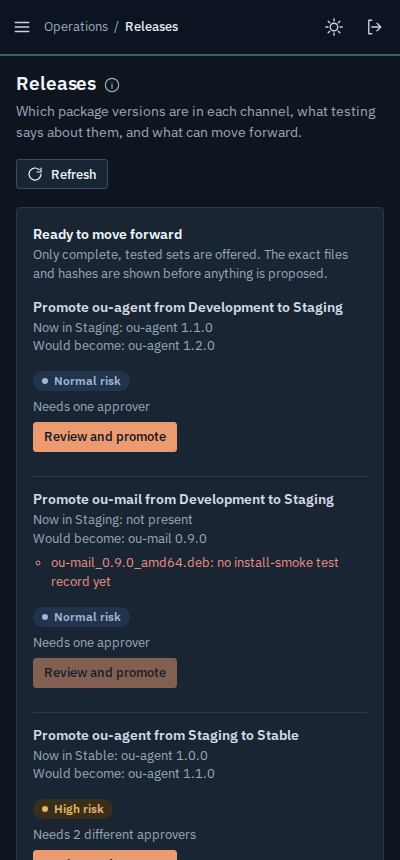 Operations / Releases
Releases
Which package versions are in each channel, what testing
says about them, and what can move forward.
Refresh
Ready to move forward
Only complete, tested sets are offered. The exact files
and hashes are shown before anything is proposed.
Promote ou-agent from Development to Staging
Now in Staging: ou-agent 1.1.0
Would become: ou-agent 1.2.0
Normal risk
Needs one approver
Review and promote
Promote ou-mail from Development to Staging
Now in Staging: not present
Would become: ou-mail 0.9.0
ou-mail_0.9.0_amd64.deb: no install-smoke test
record yet
Normal risk
Needs one approver
Review and promote
Promote ou-agent from Staging to Stable
Now in Stable: ou-agent 1.0.0
Would become: ou-agent 1.1.0
High risk
Needs 2 different approvers